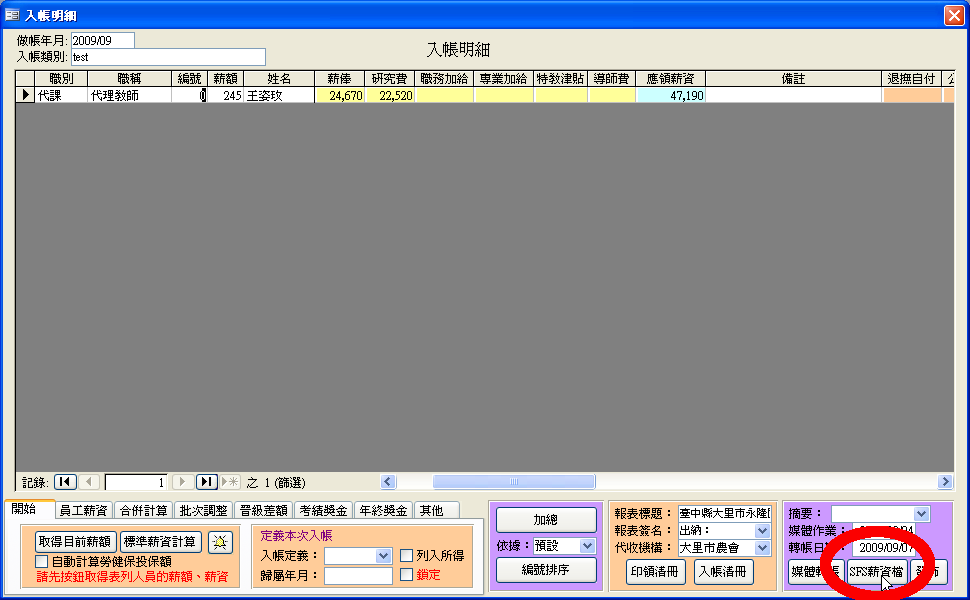 入帳明細
做帳年月: 2009/09
入帳類別: test
入帳明細
職別 職稱 編號 薪額 姓名 薪俸 研究費 職務加給 專業加給 特教津貼 導師費 應領薪資 備註 退撫自付
代課 代理教師 0 245 王姿玫 24,670 22,520 47,190
記錄: 1 之 1 (篩選)
開始 員工薪資 合併計算 批次調整 晉級差額 考績獎金 年終獎金 其他
取得目前薪額 標準薪資計算
自動計算勞健保投保額
請先按鈕取得表列人員的薪額、薪資
定義本次入帳
入帳定義： 列入所得
歸屬年月： 鎖定
加總
依據： 預設
編號排序
報表標題： 臺中縣大里市永隆
報表簽名： 出納：
代收機構： 大里市農會
印領清冊 入帳清冊
摘要：
媒體作業：
轉帳日 2009/09/07
媒體轉 SFS薪資檔